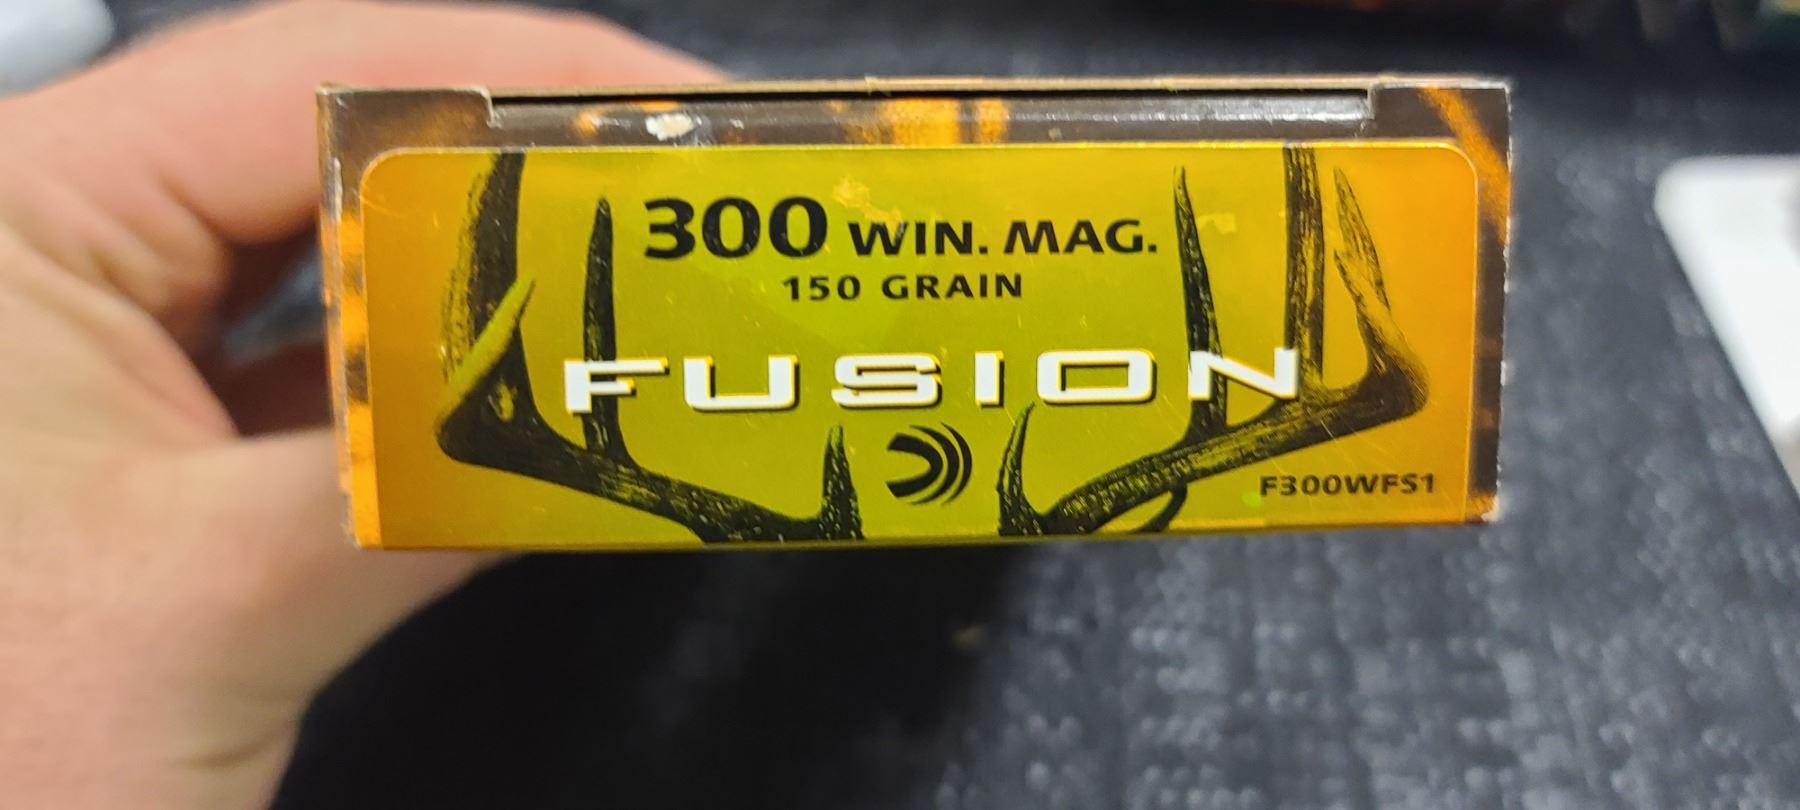 300 WIN. MAG.
150 GRAIN
FUSION
F300WFS1